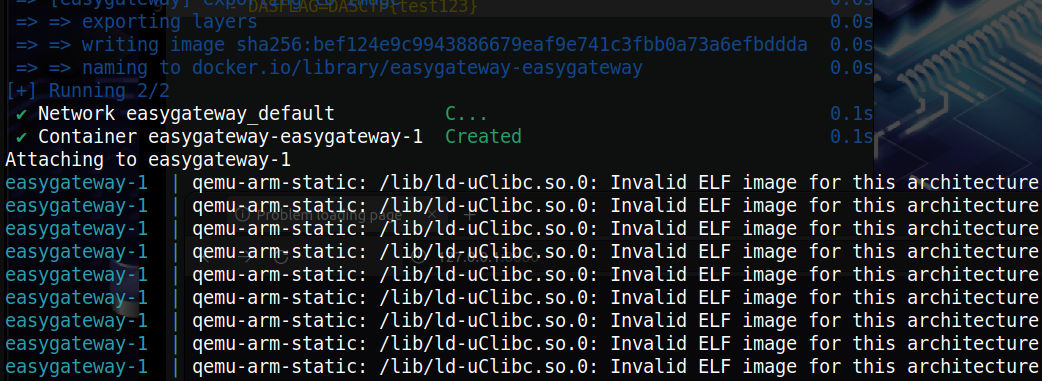 DASFLAG=DASCTF{test123}
=> => exporting layers 0.0s
=> => writing image sha256:bef124e9c9943886679eaf9e741c3fbb0a73a6efbddda 0.0s
=> => naming to docker.io/library/easygateway-easygateway 0.0s
[+] Running 2/2
✔ Network easygateway_default C... 0.1s
✔ Container easygateway-easygateway-1 Created 0.1s
Attaching to easygateway-1
easygateway-1 | qemu-arm-static: /lib/ld-uClibc.so.0: Invalid ELF image for this architecture
easygateway-1 | qemu-arm-static: /lib/ld-uClibc.so.0: Invalid ELF image for this architecture
Problem loading page
easygateway-1 | qemu-arm-static: /lib/ld-uClibc.so.0: Invalid ELF image for this architecture
easygateway-1 | qemu-arm-static: /lib/ld-uClibc.so.0: Invalid ELF image for this architecture
easygateway-1 | qemu-arm-static: /lib/ld-uClibc.so.0: Invalid ELF image for this architecture
easygateway-1 | qemu-arm-static: /lib/ld-uClibc.so.0: Invalid ELF image for this architecture
easygateway-1 | qemu-arm-static: /lib/ld-uClibc.so.0: Invalid ELF image for this architecture
easygateway-1 | qemu-arm-static: /lib/ld-uClibc.so.0: Invalid ELF image for this architecture
easygateway-1 | qemu-arm-static: /lib/ld-uClibc.so.0: Invalid ELF image for this architecture